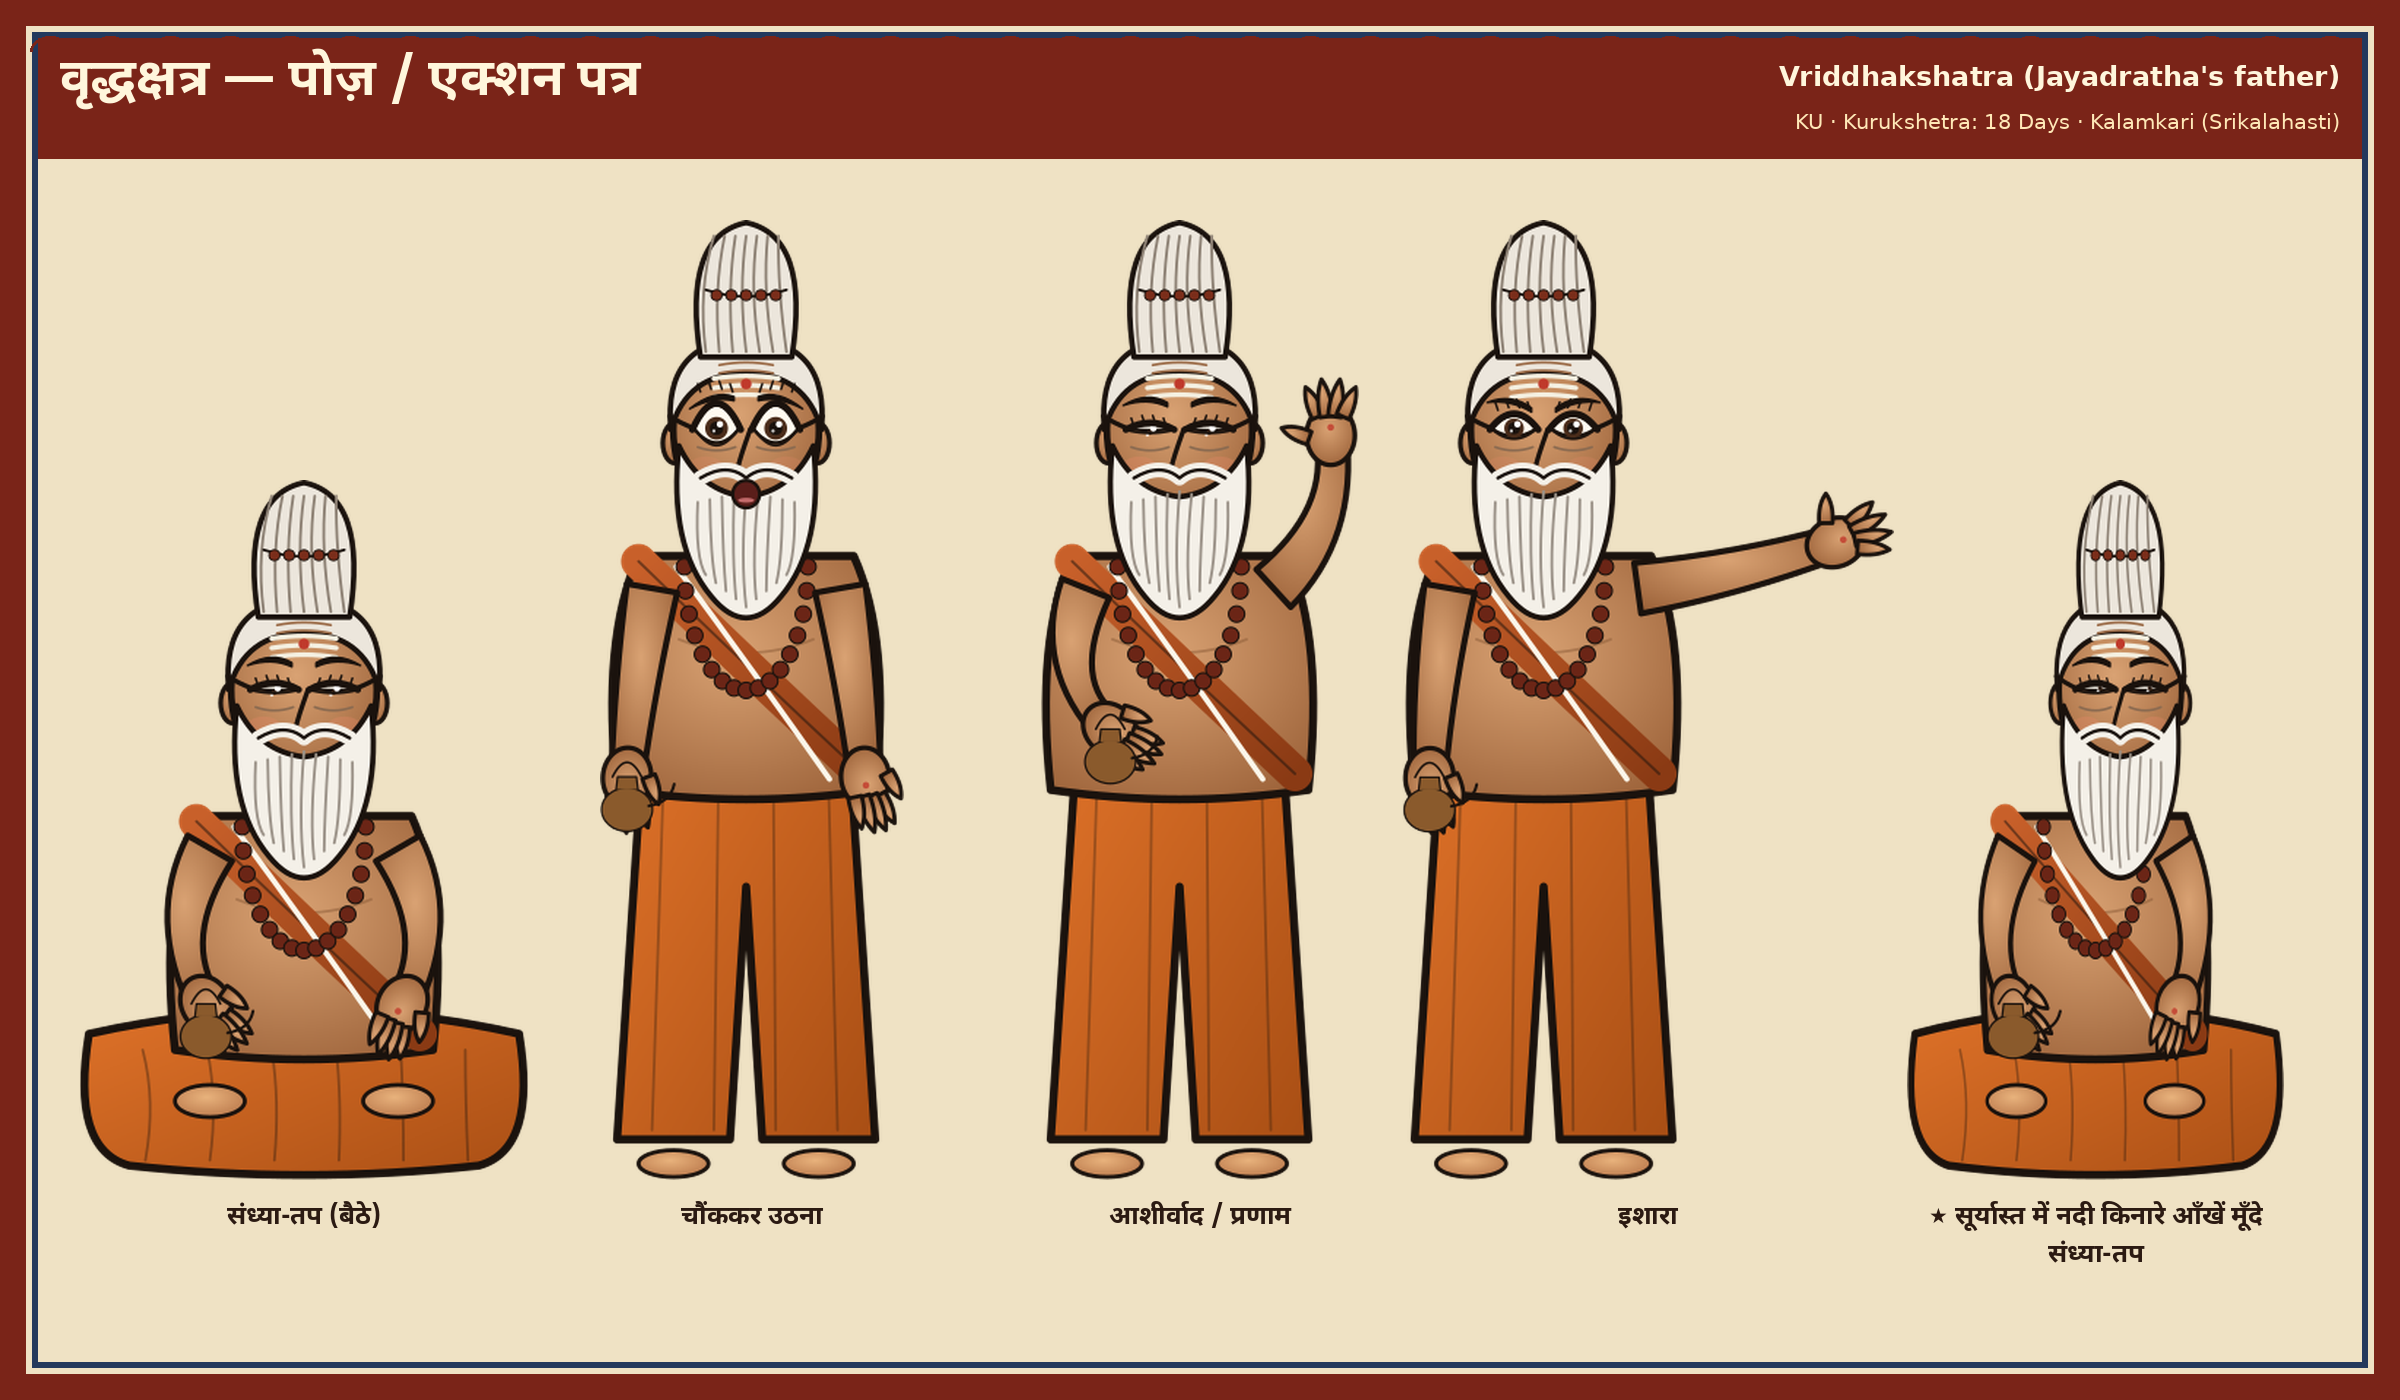 वृद्धक्षत्र — पोज़ / एक्शन पत्र
Vriddhakshatra (Jayadratha's father)
KU · Kurukshetra: 18 Days · Kalamkari (Srikalahasti)
संध्या-तप (बैठे)
चौंककर उठना
आशीर्वाद / प्रणाम
इशारा
★ सूर्यास्त में नदी किनारे आँखें मूँदे
संध्या-तप